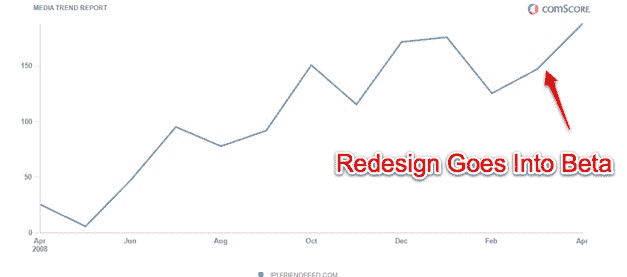 MEDIA TREND REPORT
comScore
150
100
50
0
Redesign Goes Into Beta
Apr
2008
Jun
Aug
Oct
Dec
Feb
Apr
[P] FRIENDFEED.COM